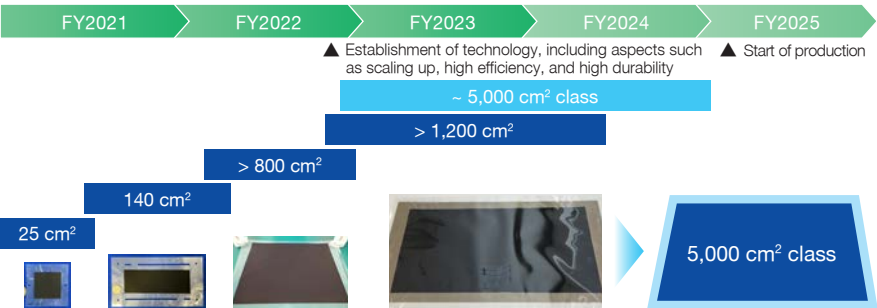 FY2021 FY2022 FY2023 FY2024 FY2025
▲ Establishment of technology, including aspects such
as scaling up, high efficiency, and high durability
▲ Start of production
~ 5,000 cm² class
> 1,200 cm²
> 800 cm²
140 cm²
25 cm²
5,000 cm² class